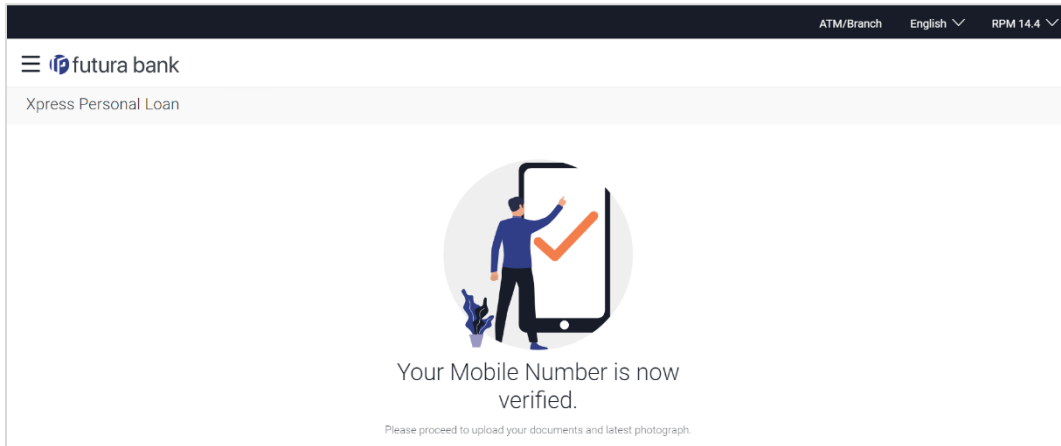 ATM/Branch English RPM 14.4
futura bank
Xpress Personal Loan
Your Mobile Number is now
verified.
Please proceed to upload your documents and latest photograph.